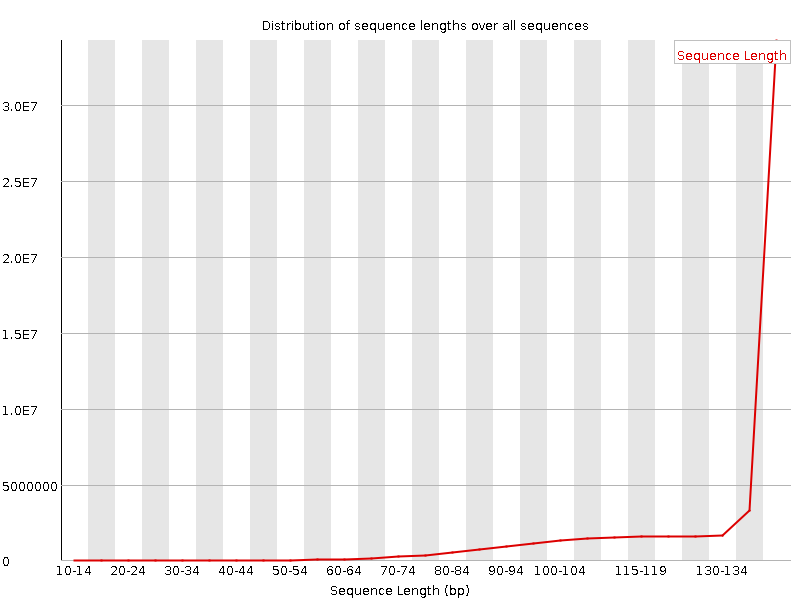 Distribution of sequence lengths over all sequences
Sequence Length
3.0E7
2.5E7
2.0E7
1.5E7
1.0E7
5000000
0
10-14 20-24 30-34 40-44 50-54 60-64 70-74 80-84 90-94 100-104 115-119 130-134
Sequence Length (bp)